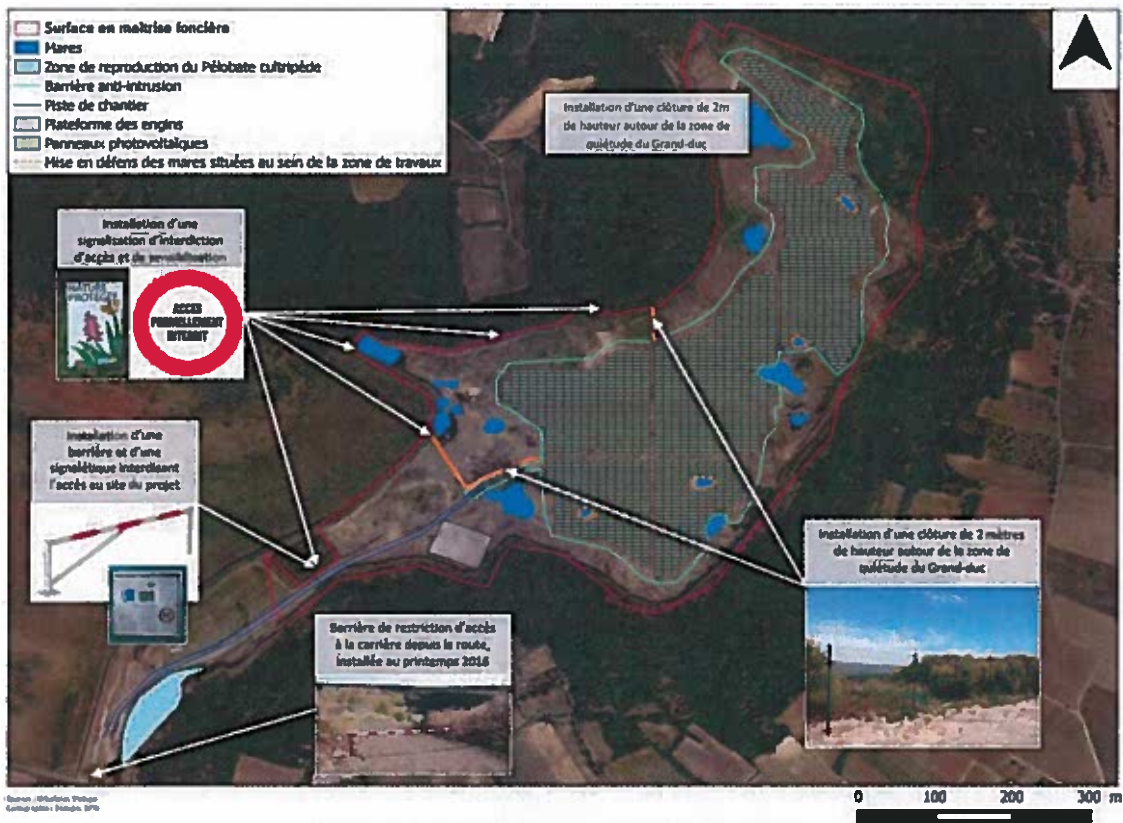 Surface en maîtrise foncière
Mares
Zone de reproduction du Pélobate cultripède
Barrière anti-intrusion
Piste de chantier
Plateforme des engins
Panneaux photovoltaïques
Mise en défens des mares situées au sein de la zone de travaux
Installation d'une clôture de 2m
de hauteur autour de la zone de
quiétude du Grand-duc
Installation d'une
signalisation d'interdiction
d'accès et de sensibilisation
NATURE
PROTÉGÉE
ACCES
FORMELLEMENT
INTERDIT
Installation d'une
barrière et d'une
signalétique interdisant
l'accès au site du projet
Installation d'une clôture de 2 mètres
de hauteur autour de la zone de
quiétude du Grand-duc
Barrière de restriction d'accès
à la carrière depuis la route,
installée au printemps 2016
0 100 200 300 m